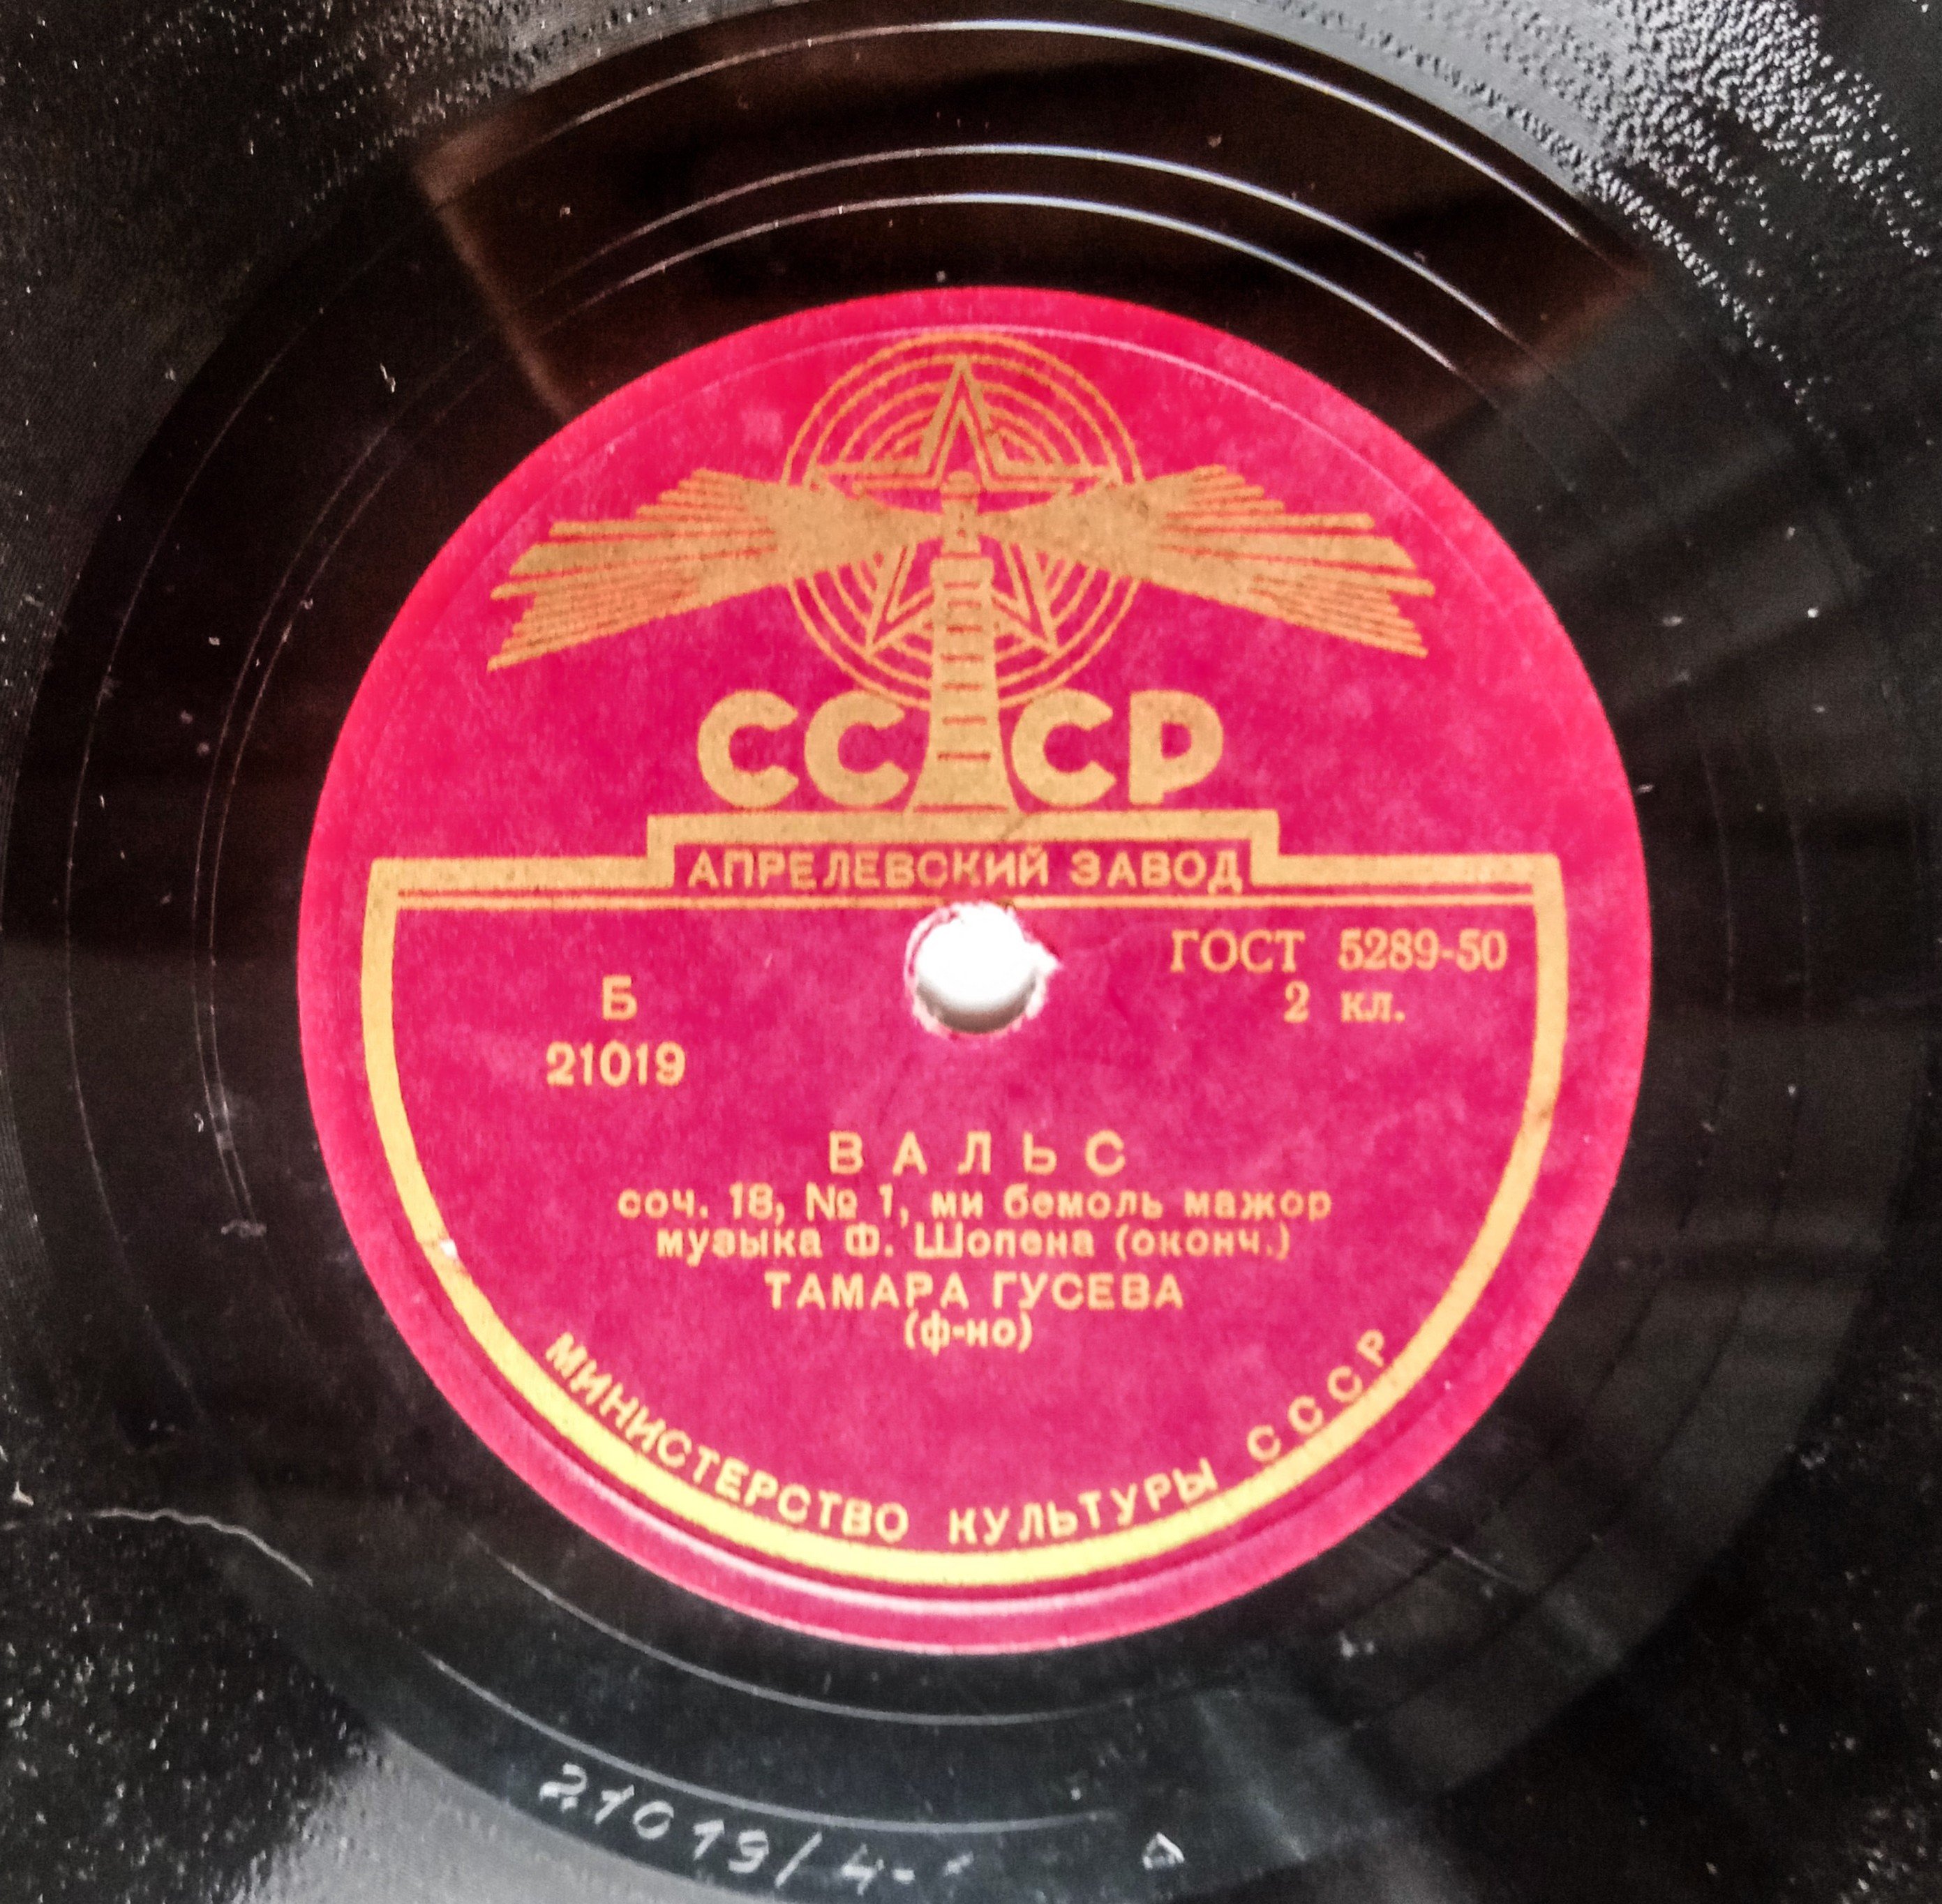 СССР
АПРЕЛЕВСКИЙ ЗАВОД
ГОСТ 5289-50
2 кл.
Б
21019
ВАЛЬС
соч. 18, № 1, ми бемоль мажор
музыка Ф. Шопена (оконч.)
ТАМАРА ГУСЕВА
(ф-но)
МИНИСТЕРСТВО КУЛЬТУРЫ СССР
21019/4-